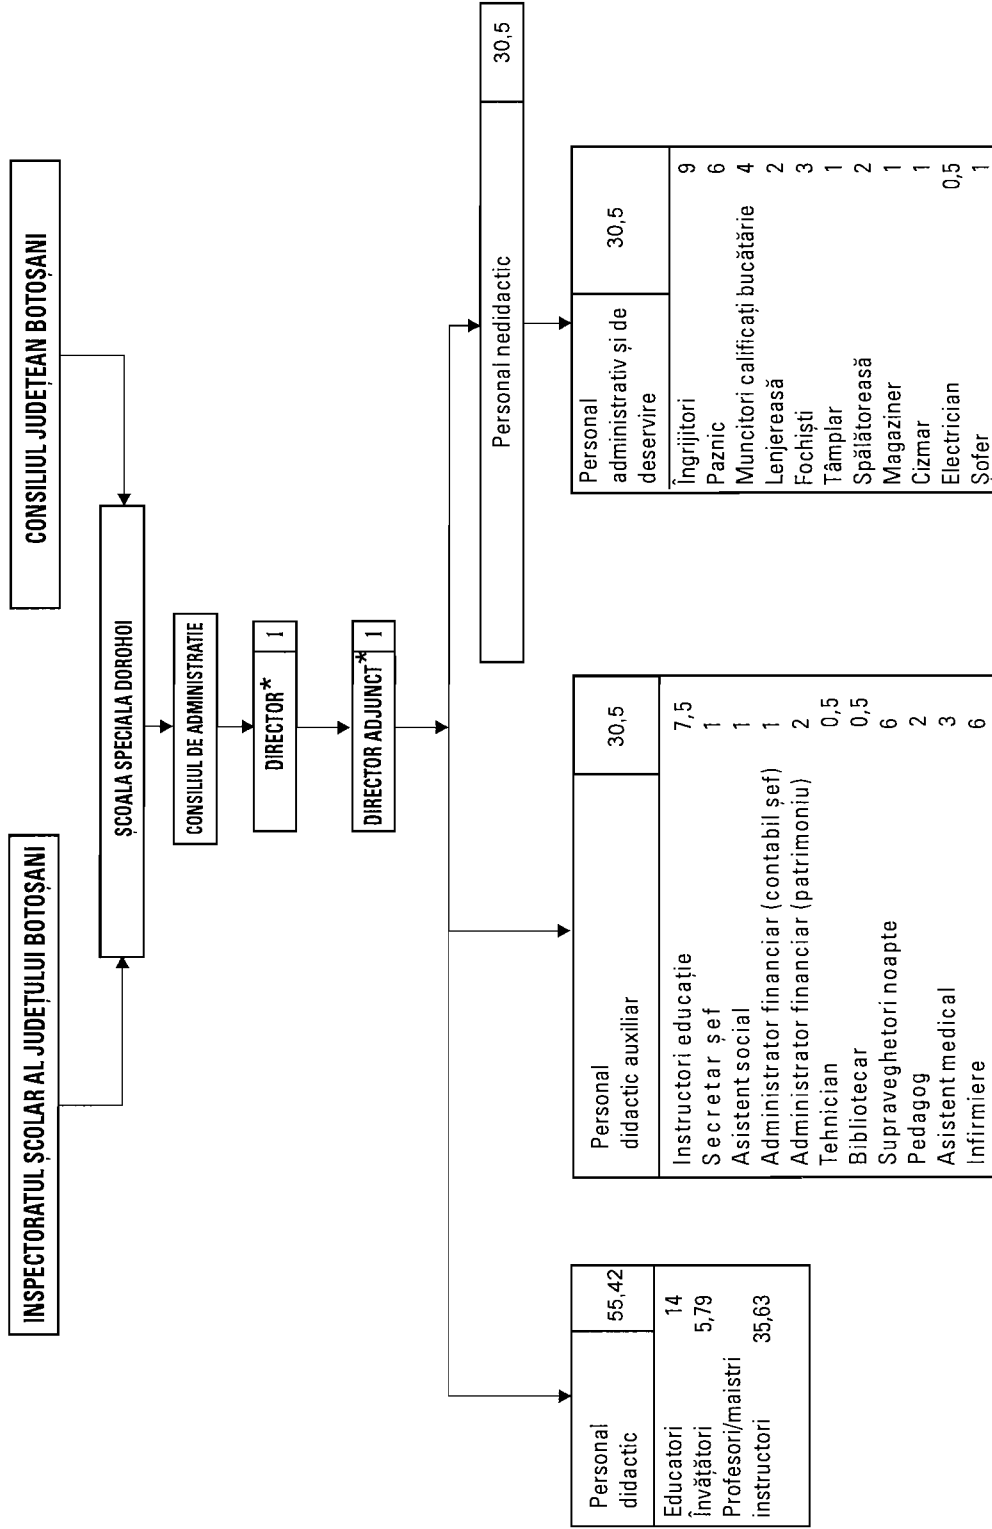 INSPECTORATUL ȘCOLAR AL JUDEȚULUI BOTOȘANI
CONSILIUL JUDEȚEAN BOTOȘANI
ȘCOALA SPECIALA DOROHOI
CONSILIUL DE ADMINISTRATIE
DIRECTOR* 1
DIRECTOR ADJUNCT* 1
Personal nedidactic 30,5
Personal
didactic 55,42
Educatori 14
Învățători 5,79
Profesori/maistri
instructori 35,63
Personal
didactic auxiliar 30,5
Instructori educație 7,5
Secretar șef 1
Asistent social 1
Administrator financiar (contabil șef) 1
Administrator financiar (patrimoniu) 2
Tehnician 0,5
Bibliotecar 0,5
Supraveghetori noapte 6
Pedagog 2
Asistent medical 3
Infirmiere 6
Personal
administrativ și de
deservire 30,5
Îngrijitori 9
Paznic 6
Muncitori calificați bucătărie 4
Lenjereasă 2
Fochiști 3
Tâmplar 1
Spălătoreasă 2
Magaziner 1
Cizmar 1
Electrician 0,5
Șofer 1